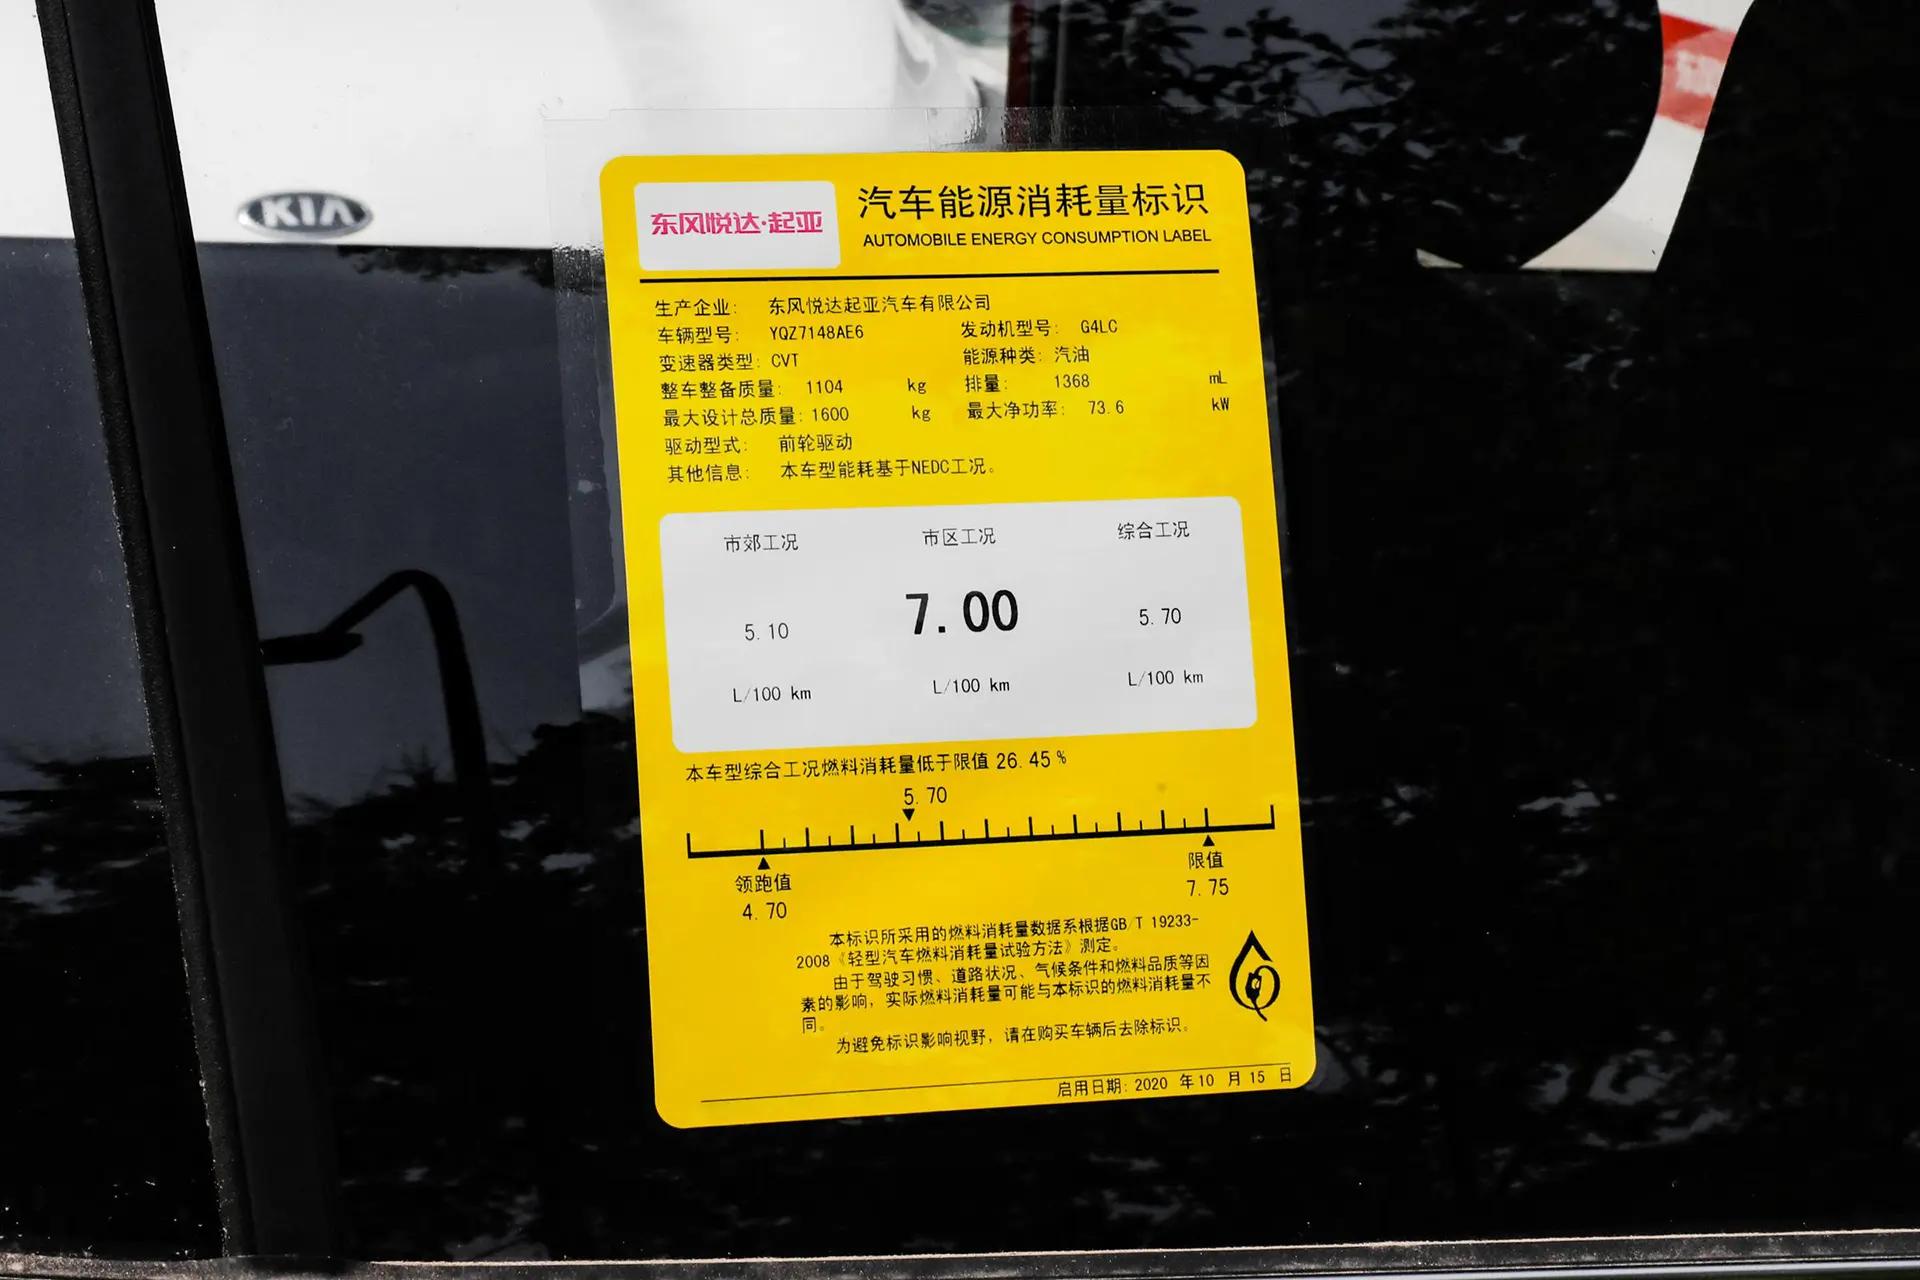 KIA
东风悦达·起亚
汽车能源消耗量标识
AUTOMOBILE ENERGY CONSUMPTION LABEL
生产企业: 东风悦达起亚汽车有限公司
车辆型号: YQZ7148AE6 发动机型号: G4LC
变速器类型: CVT 能源种类: 汽油
整车整备质量: 1104 kg 排量: 1368 mL
最大设计总质量: 1600 kg 最大净功率: 73.6 kW
驱动型式: 前轮驱动
其他信息: 本车型能耗基于NEDC工况。
市郊工况 市区工况 综合工况
5.10 7.00 5.70
L/100 km L/100 km L/100 km
本车型综合工况燃料消耗量低于限值 26.45 %
5.70
领跑值 限值
4.70 7.75
本标识所采用的燃料消耗量数据系根据GB/T 19233-
2008《轻型汽车燃料消耗量试验方法》测定。
由于驾驶习惯、道路状况、气候条件和燃料品质等因
素的影响，实际燃料消耗量可能与本标识的燃料消耗量不
同。
为避免标识影响视野，请在购买车辆后去除标识。
启用日期: 2020 年 10 月 15 日